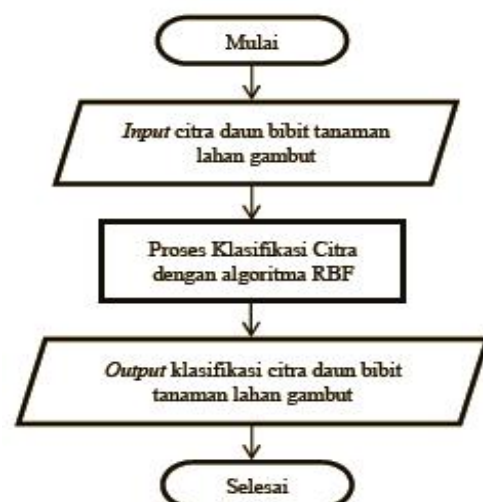 Mulai
Input citra daun bibit tanaman
lahan gambut
Proses Klasifikasi Citra
dengan algoritma RBF
Output klasifikasi citra daun bibit
tanaman lahan gambut
Selesai